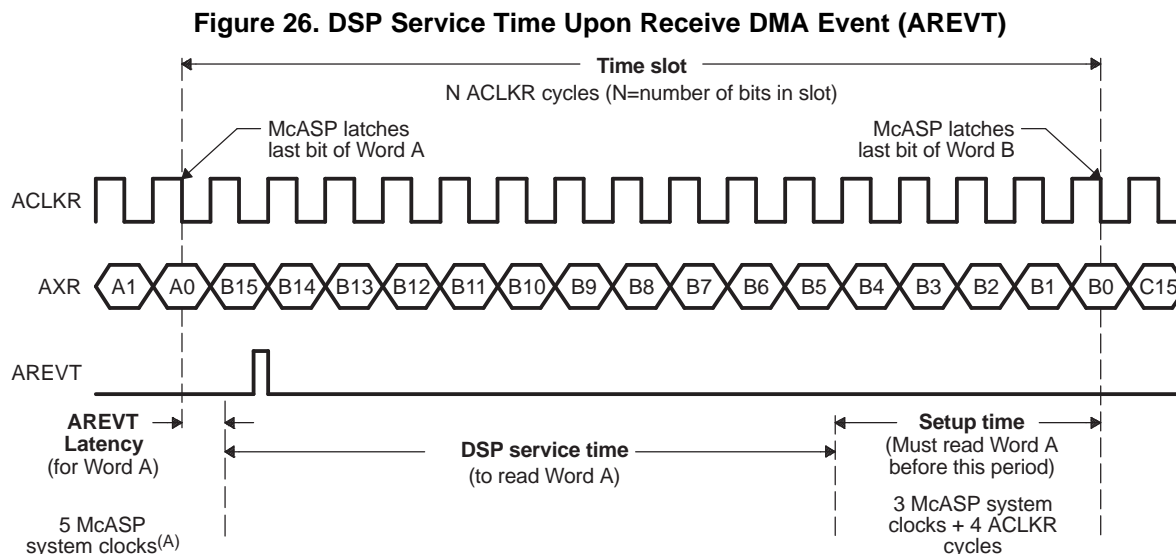 Figure 26. DSP Service Time Upon Receive DMA Event (AREVT)
Time slot
N ACLKR cycles (N=number of bits in slot)
McASP latches
last bit of Word A
McASP latches
last bit of Word B
ACLKR
AXR
A1 A0 B15 B14 B13 B12 B11 B10 B9 B8 B7 B6 B5 B4 B3 B2 B1 B0 C15
AREVT
AREVT
Latency
(for Word A)
DSP service time
(to read Word A)
Setup time
(Must read Word A
before this period)
5 McASP
system clocks(A)
3 McASP system
clocks + 4 ACLKR
cycles